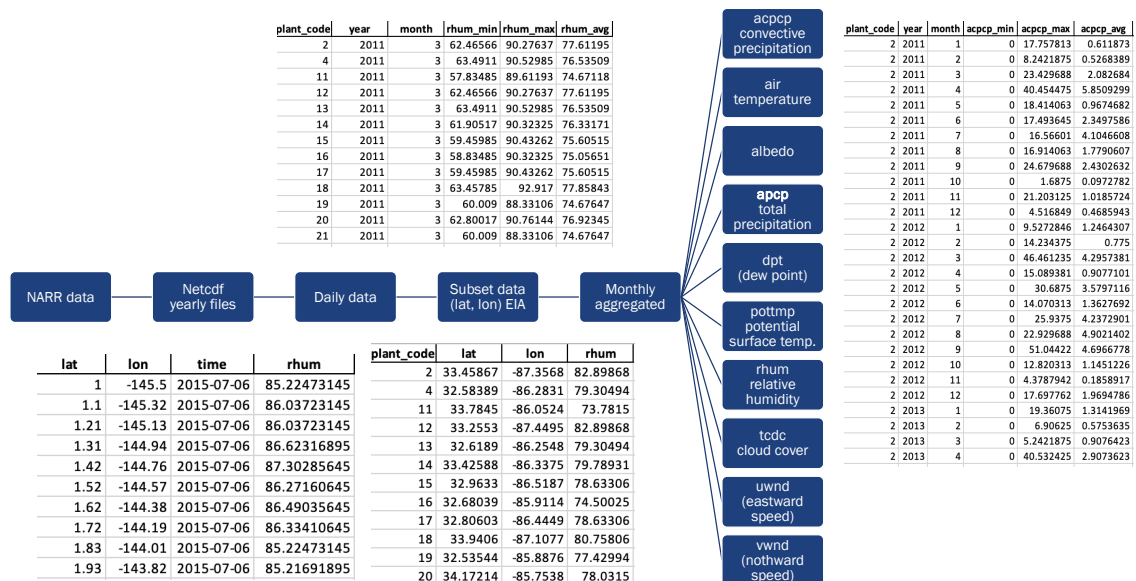 plant_code year month rhum_min rhum_max rhum_avg
2 2011 3 62.46566 90.27637 77.61195
4 2011 3 63.4911 90.52985 76.53509
11 2011 3 57.83485 89.61193 74.67118
12 2011 3 62.46566 90.27637 77.61195
13 2011 3 63.4911 90.52985 76.53509
14 2011 3 61.90517 90.32325 76.33171
15 2011 3 59.45985 90.43262 75.60515
16 2011 3 58.83485 90.32325 75.05651
17 2011 3 59.45985 90.43262 75.60515
18 2011 3 63.45785 92.917 77.85843
19 2011 3 60.009 88.33106 74.67647
20 2011 3 62.80017 90.76144 76.92345
21 2011 3 60.009 88.33106 74.67647
NARR data
Netcdf
yearly files
Daily data
Subset data
(lat, lon) EIA
Monthly
aggregated
lat lon time rhum
1 -145.5 2015-07-06 85.22473145
1.1 -145.32 2015-07-06 86.03723145
1.21 -145.13 2015-07-06 86.03723145
1.31 -144.94 2015-07-06 86.62316895
1.42 -144.76 2015-07-06 87.30285645
1.52 -144.57 2015-07-06 86.27160645
1.62 -144.38 2015-07-06 86.49035645
1.72 -144.19 2015-07-06 86.33410645
1.83 -144.01 2015-07-06 85.22473145
1.93 -143.82 2015-07-06 85.21691895
plant_code lat lon rhum
2 33.45867 -87.3568 82.89868
4 32.58389 -86.2831 79.30494
11 33.7845 -86.0524 73.7815
12 33.2553 -87.4495 82.89868
13 32.6189 -86.2548 79.30494
14 33.42588 -86.3375 79.78931
15 32.9633 -86.5187 78.63306
16 32.68039 -85.9114 74.50025
17 32.80603 -86.4449 78.63306
18 33.9406 -87.1077 80.75806
19 32.53544 -85.8876 77.42994
20 34.17214 -85.7538 78.0315
acpcp
convective
precipitation
air
temperature
albedo
apcp
total
precipitation
dpt
(dew point)
pottmp
potential
surface temp.
rhum
relative
humidity
tcdc
cloud cover
uwnd
(eastward
speed)
vwnd
(nothward
speed)
plant_code year month acpcp_min acpcp_max acpcp_avg
2 2011 1 0 17.757813 0.611873
2 2011 2 0 8.2421875 0.5268389
2 2011 3 0 23.429688 2.082684
2 2011 4 0 40.454475 5.8509299
2 2011 5 0 18.414063 0.9674682
2 2011 6 0 17.493645 2.3497586
2 2011 7 0 16.56601 4.1046608
2 2011 8 0 16.914063 1.7790607
2 2011 9 0 24.679688 2.4302632
2 2011 10 0 1.6875 0.0972782
2 2011 11 0 21.203125 1.0185724
2 2011 12 0 4.516849 0.4685943
2 2012 1 0 9.5272846 1.2464307
2 2012 2 0 14.234375 0.775
2 2012 3 0 46.461235 4.2957381
2 2012 4 0 15.089381 0.9077101
2 2012 5 0 30.6875 3.5797116
2 2012 6 0 14.070313 1.3627692
2 2012 7 0 25.9375 4.2372901
2 2012 8 0 22.929688 4.9021402
2 2012 9 0 51.04422 4.6966778
2 2012 10 0 12.820313 1.1451226
2 2012 11 0 4.3787942 0.1858917
2 2012 12 0 17.697762 1.9694786
2 2013 1 0 19.36075 1.3141969
2 2013 2 0 6.90625 0.5753635
2 2013 3 0 5.2421875 0.9076423
2 2013 4 0 40.532425 2.9073623